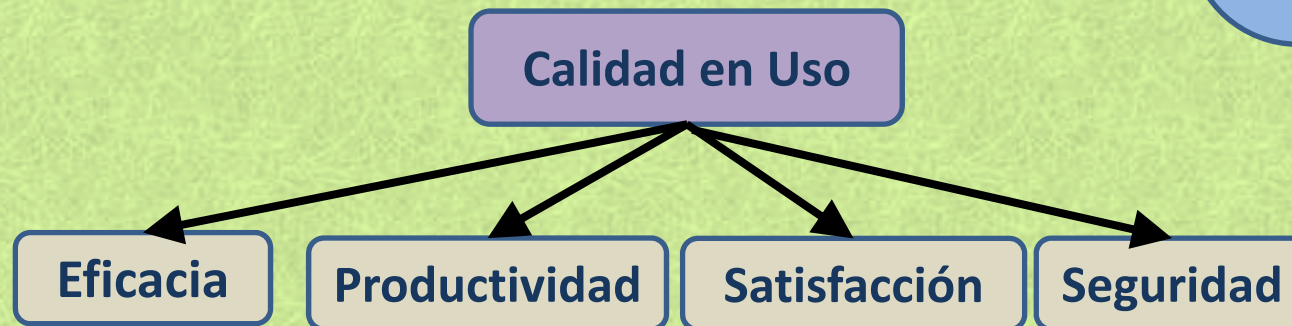 Calidad en Uso
Eficacia
Productividad
Satisfacción
Seguridad